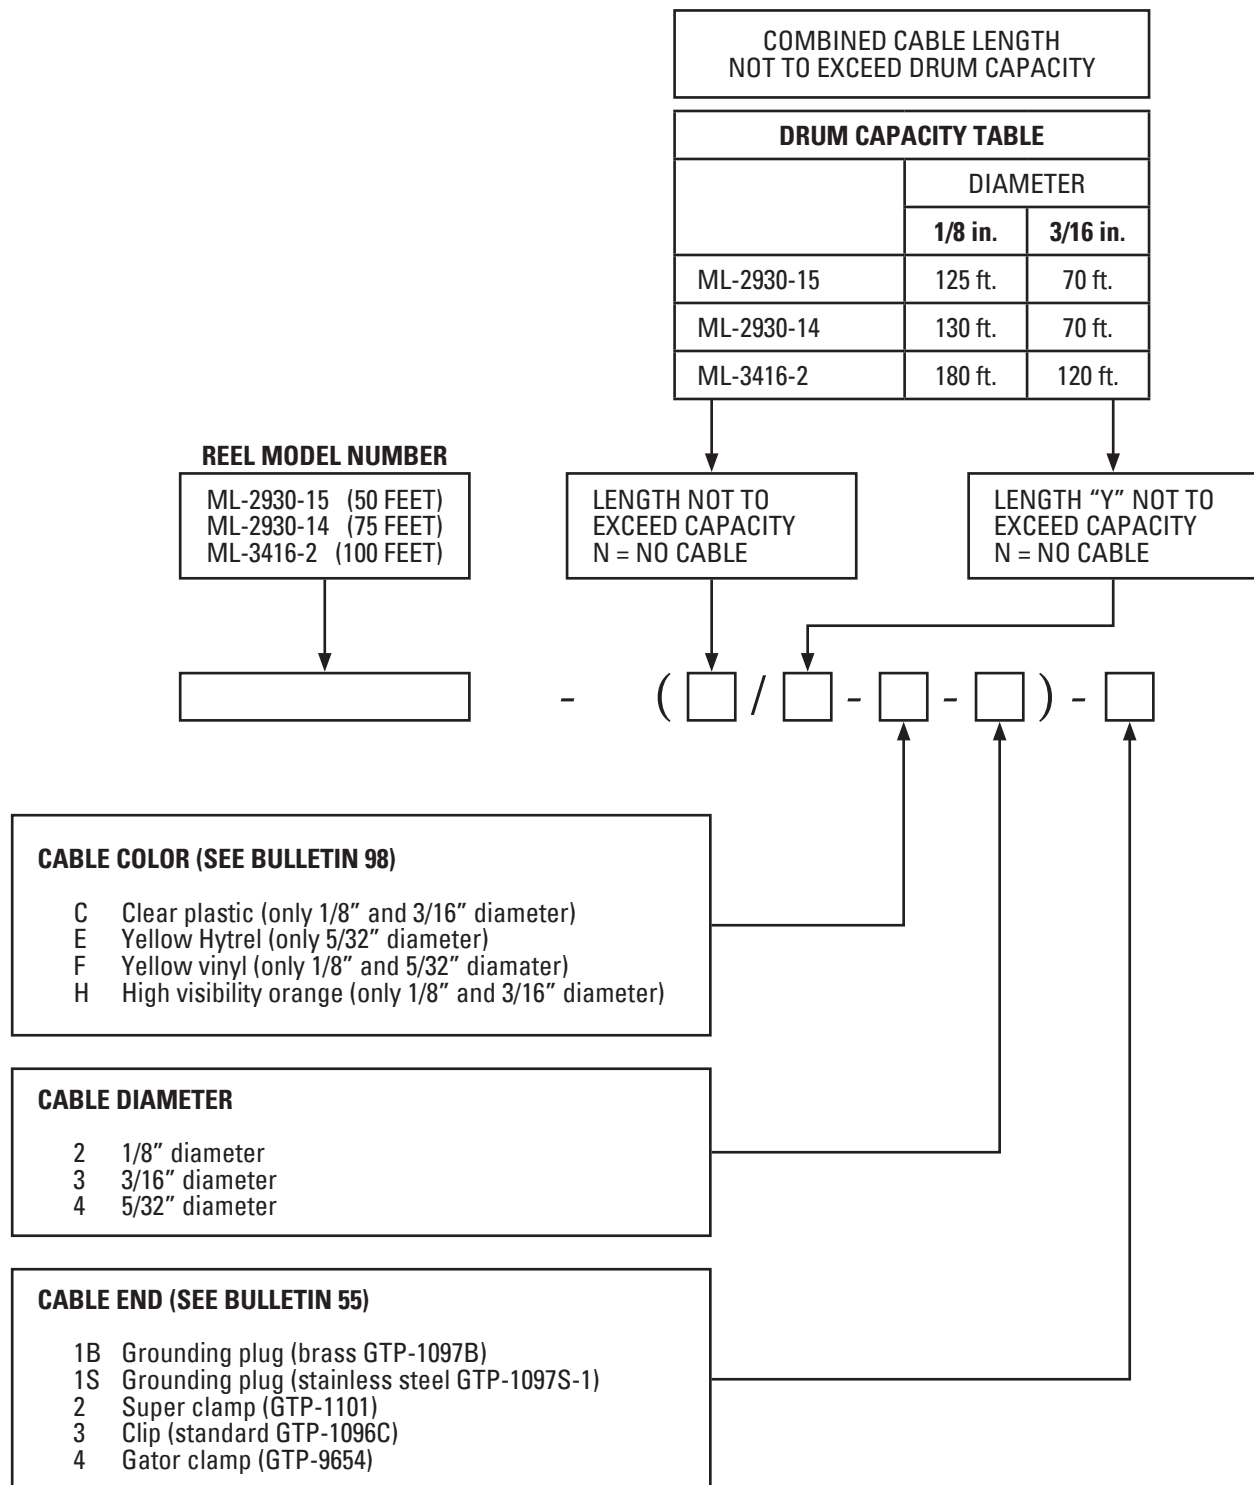 COMBINED CABLE LENGTH
NOT TO EXCEED DRUM CAPACITY
DRUM CAPACITY TABLE
DIAMETER
1/8 in. 3/16 in.
ML-2930-15 125 ft. 70 ft.
ML-2930-14 130 ft. 70 ft.
ML-3416-2 180 ft. 120 ft.
REEL MODEL NUMBER
ML-2930-15 (50 FEET)
ML-2930-14 (75 FEET)
ML-3416-2 (100 FEET)
LENGTH NOT TO
EXCEED CAPACITY
N = NO CABLE
LENGTH “Y” NOT TO
EXCEED CAPACITY
N = NO CABLE
- ( / - - ) -
CABLE COLOR (SEE BULLETIN 98)
C Clear plastic (only 1/8” and 3/16” diameter)
E Yellow Hytrel (only 5/32” diameter)
F Yellow vinyl (only 1/8” and 5/32” diamater)
H High visibility orange (only 1/8” and 3/16” diameter)
CABLE DIAMETER
2 1/8” diameter
3 3/16” diameter
4 5/32” diameter
CABLE END (SEE BULLETIN 55)
1B Grounding plug (brass GTP-1097B)
1S Grounding plug (stainless steel GTP-1097S-1)
2 Super clamp (GTP-1101)
3 Clip (standard GTP-1096C)
4 Gator clamp (GTP-9654)